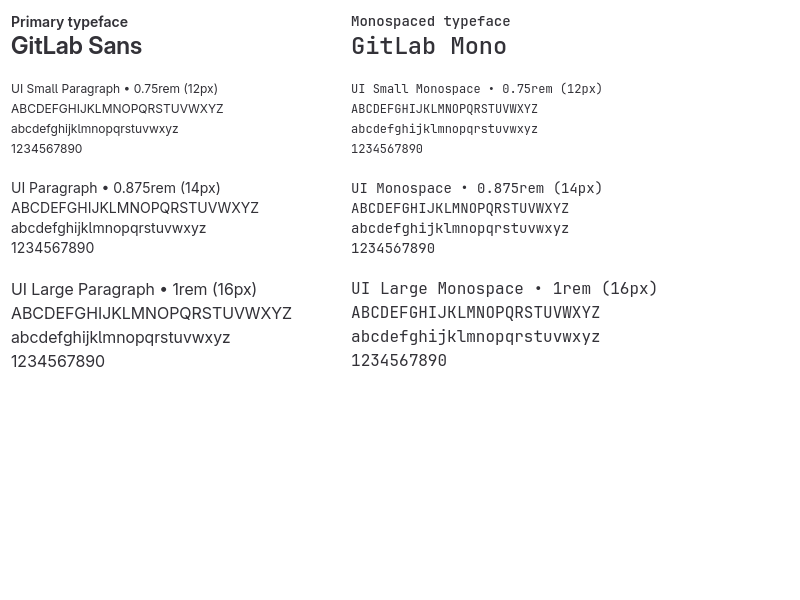 Primary typeface
GitLab Sans
UI Small Paragraph • 0.75rem (12px)
ABCDEFGHIJKLMNOPQRSTUVWXYZ
abcdefghijklmnopqrstuvwxyz
1234567890
UI Paragraph • 0.875rem (14px)
ABCDEFGHIJKLMNOPQRSTUVWXYZ
abcdefghijklmnopqrstuvwxyz
1234567890
UI Large Paragraph • 1rem (16px)
ABCDEFGHIJKLMNOPQRSTUVWXYZ
abcdefghijklmnopqrstuvwxyz
1234567890
Monospaced typeface
GitLab Mono
UI Small Monospace • 0.75rem (12px)
ABCDEFGHIJKLMNOPQRSTUVWXYZ
abcdefghijklmnopqrstuvwxyz
1234567890
UI Monospace • 0.875rem (14px)
ABCDEFGHIJKLMNOPQRSTUVWXYZ
abcdefghijklmnopqrstuvwxyz
1234567890
UI Large Monospace • 1rem (16px)
ABCDEFGHIJKLMNOPQRSTUVWXYZ
abcdefghijklmnopqrstuvwxyz
1234567890